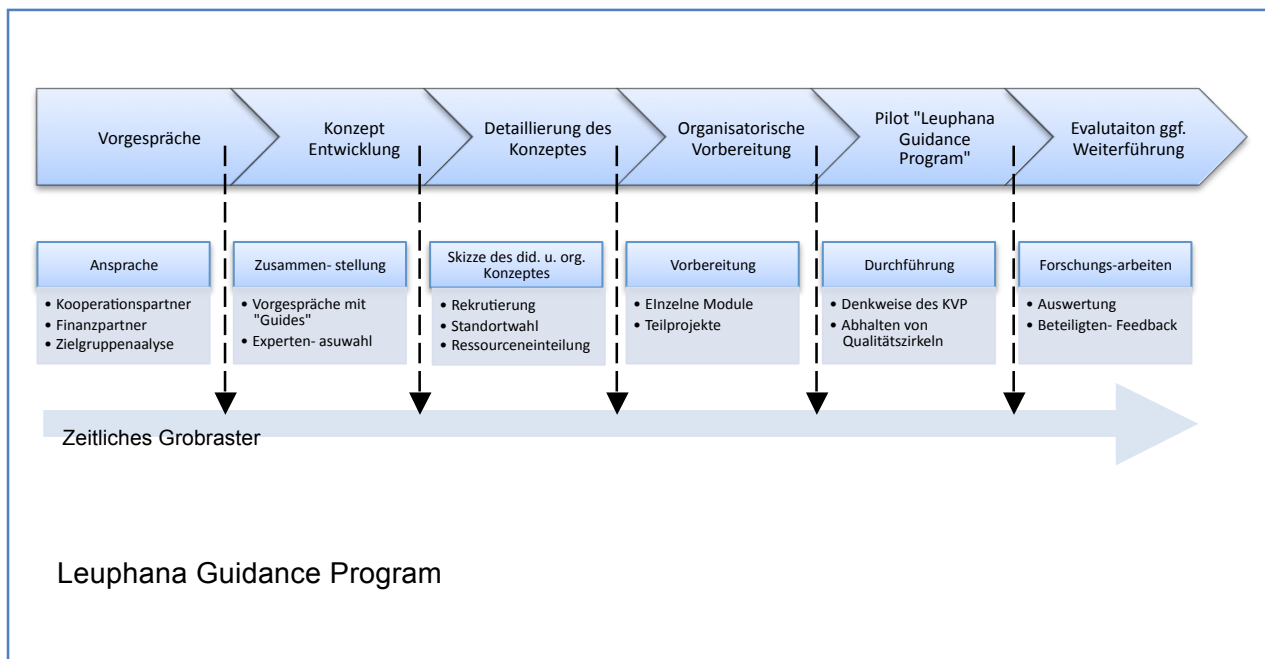 Vorgespräche
Konzept
Entwicklung
Detaillierung des
Konzeptes
Organisatorische
Vorbereitung
Pilot "Leuphana
Guidance
Program"
Evalutaiton ggf.
Weiterführung
Ansprache
• Kooperationspartner
• Finanzpartner
• Zielgruppenaalyse
Zusammen- stellung
• Vorgespräche mit
"Guides"
• Experten- asuwahl
Skizze des did. u. org.
Konzeptes
• Rekrutierung
• Standortwahl
• Ressourceneinteilung
Vorbereitung
• EInzelne Module
• Teilprojekte
Durchführung
• Denkweise des KVP
• Abhalten von
Qualitätszirkeln
Forschungs-arbeiten
• Auswertung
• Beteiligten- Feedback
Zeitliches Grobraster
Leuphana Guidance Program